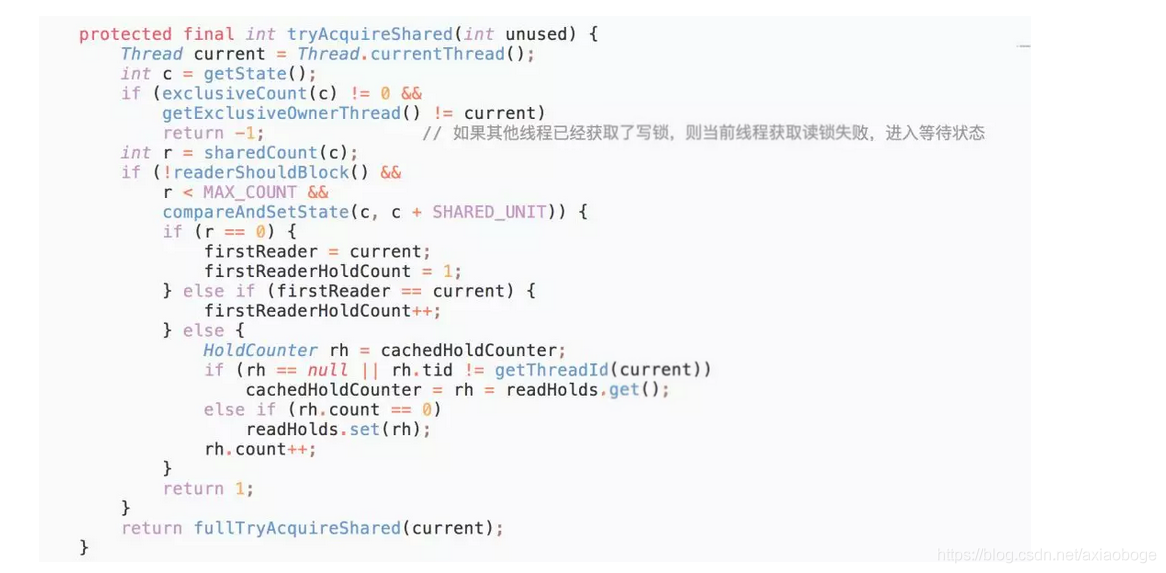 protected final int tryAcquireShared(int unused) {
Thread current = Thread.currentThread();
int c = getState();
if (exclusiveCount(c) != 0 &&
getExclusiveOwnerThread() != current)
return -1; // 如果其他线程已经获取了写锁，则当前线程获取读锁失败，进入等待状态
int r = sharedCount(c);
if (!readerShouldBlock() &&
r < MAX_COUNT &&
compareAndSetState(c, c + SHARED_UNIT)) {
if (r == 0) {
firstReader = current;
firstReaderHoldCount = 1;
} else if (firstReader == current) {
firstReaderHoldCount++;
} else {
HoldCounter rh = cachedHoldCounter;
if (rh == null || rh.tid != getThreadId(current))
cachedHoldCounter = rh = readHolds.get();
else if (rh.count == 0)
readHolds.set(rh);
rh.count++;
}
return 1;
}
return fullTryAcquireShared(current);
}
https://blog.csdn.net/axiaoboge